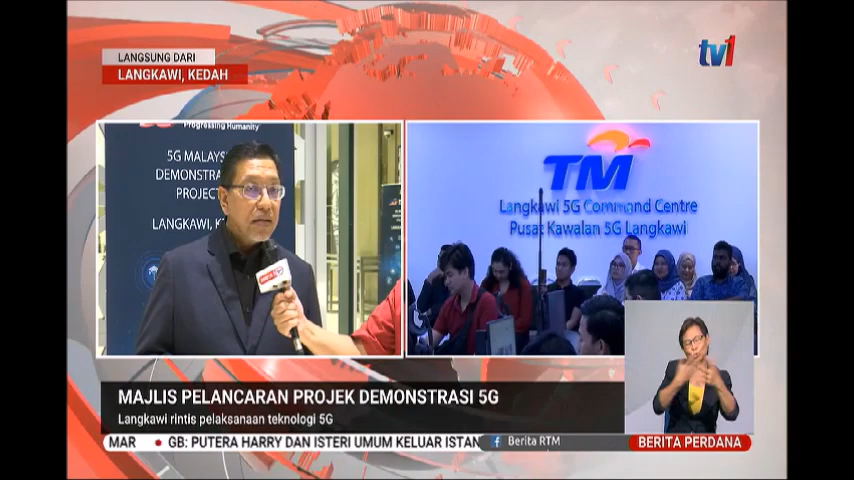 LANGSUNG DARI
LANGKAWI, KEDAH
tv1
Progressing Humanity
5G MALAYS
DEMONSTRA
PROJECT
LANGKAWI, K
TM
Langkawi 5G Command Centre
Pusat Kawalan 5G Langkawi
MAJLIS PELANCARAN PROJEK DEMONSTRASI 5G
Langkawi rintis pelaksanaan teknologi 5G
MAR • GB: PUTERA HARRY DAN ISTERI UMUM KELUAR ISTAN
f Berita RTM
BERITA PERDANA